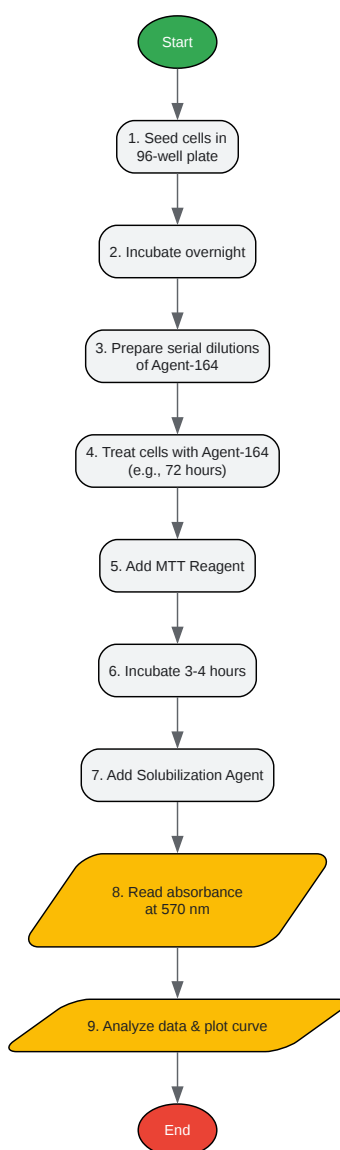 Start
1. Seed cells in
96-well plate
2. Incubate overnight
3. Prepare serial dilutions
of Agent-164
4. Treat cells with Agent-164
(e.g., 72 hours)
5. Add MTT Reagent
6. Incubate 3-4 hours
7. Add Solubilization Agent
8. Read absorbance
at 570 nm
9. Analyze data & plot curve
End